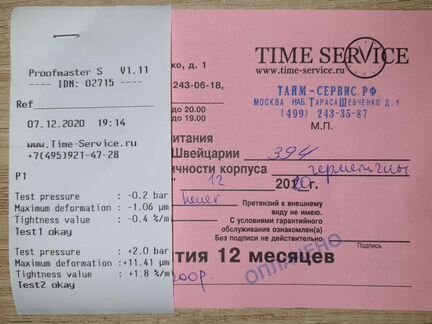 Proofmaster S V1.11
---- IDN: 02715 ----
Ref
07.12.2020 19:14
www.Time-Service.ru
+7(495)921-47-28
P1
Test pressure : -0.2 bar
Maximum deformation : -1.06 µm
Tightness value : -0.4 %/m
Test1 okay
Test pressure : +2.0 bar
Maximum deformation :+11.41 µm
Tightness value : +1.8 %/m
Test2 okay
TIME SERVICE
www.time-service.ru
ко, д. 1
243-06-18,
до 20.00
до 19.00
ТАЙМ-СЕРВИС.РФ
МОСКВА НАБ. ТАРАСА ШЕВЧЕНКО Д.1
(499) 243-35-87
М.П.
итания
Швейцарии 394
ичности корпуса
12 20 г.
Претензий к внешнему
виду не имею.
С условиями гарантийного
обслуживания ознакомлен(а)
Без подписи не действительно
Подпись
ОПЛАЧЕНО
тия 12 месяцев